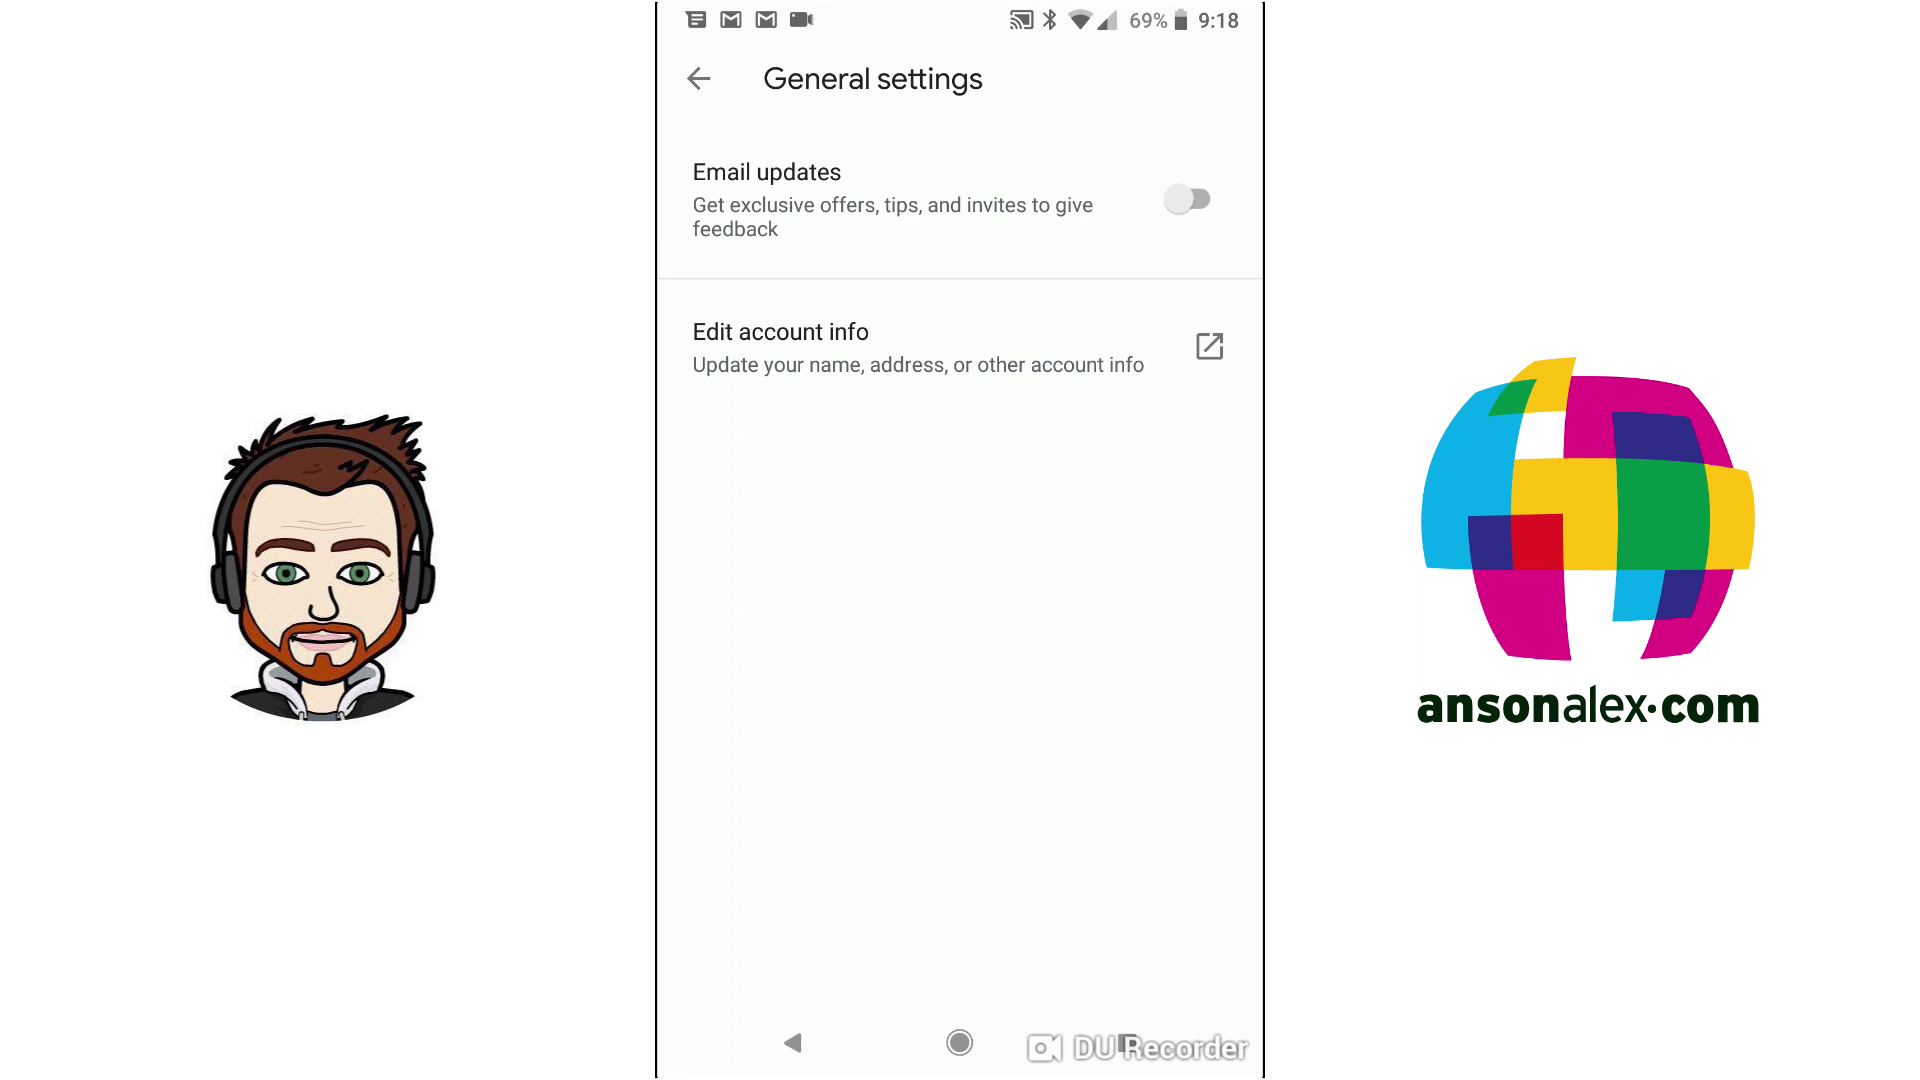 69% 9:18
General settings
Email updates
Get exclusive offers, tips, and invites to give
feedback
Edit account info
Update your name, address, or other account info
ansonalex.com
DU Recorder